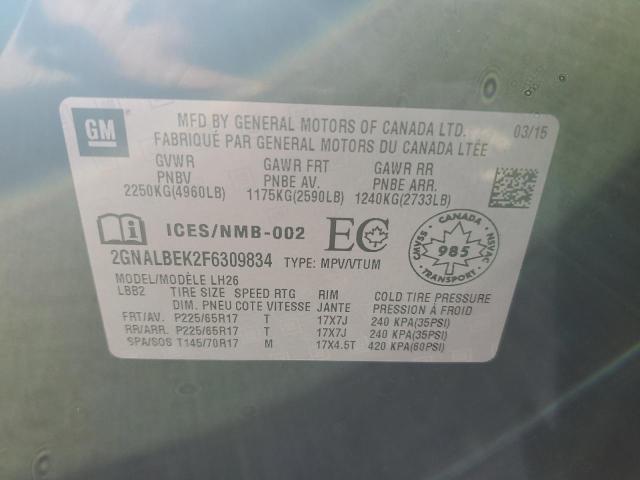 GM
MFD BY GENERAL MOTORS OF CANADA LTD. 03/15
FABRIQUÉ PAR GENERAL MOTORS DU CANADA LTÉE
GVWR GAWR FRT GAWR RR
PNBV PNBE AV. PNBE ARR.
2250KG(4960LB) 1175KG(2590LB) 1240KG(2733LB)
ICES/NMB-002 EC
CANADA
CMVSS 985 NSVAC
TRANSPORT
2GNALBEK2F6309834 TYPE: MPV/VTUM
MODEL/MODÈLE LH26
LBB2 TIRE SIZE SPEED RTG RIM COLD TIRE PRESSURE
DIM. PNEU COTE VITESSE JANTE PRESSION À FROID
FRT/AV. P225/65R17 T 17X7J 240 KPA(35PSI)
RR/ARR. P225/65R17 T 17X7J 240 KPA(35PSI)
SPA/SOS T145/70R17 M 17X4.5T 420 KPA(60PSI)